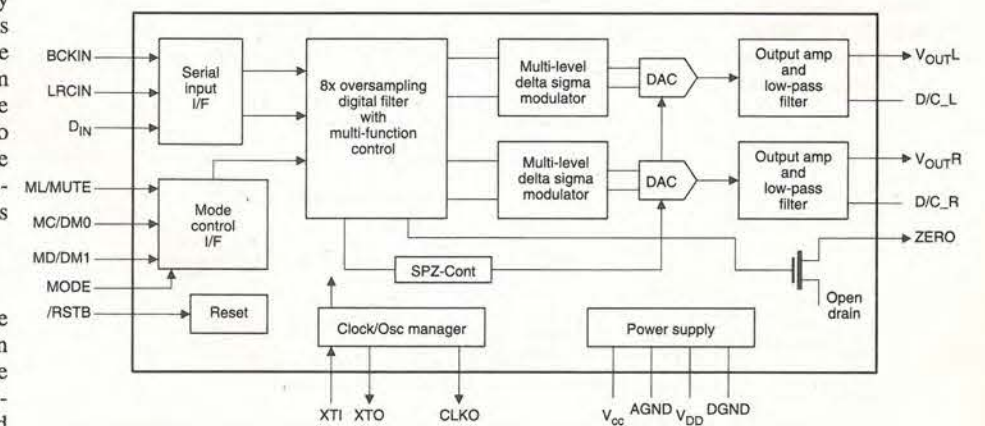 BCKIN
LRCIN
DIN
ML/MUTE
MC/DM0
MD/DM1
MODE
/RSTB
Serial
input
I/F
Mode
control
I/F
Reset
8x oversampling
digital filter
with
multi-function
control
Multi-level
delta sigma
modulator
DAC
Output amp
and
low-pass
filter
VOUTL
D/C_L
Multi-level
delta sigma
modulator
DAC
Output amp
and
low-pass
filter
VOUTR
D/C_R
ZERO
SPZ-Cont
Open
drain
Clock/Osc manager
Power supply
XTI XTO CLKO
Vcc AGND VDD DGND